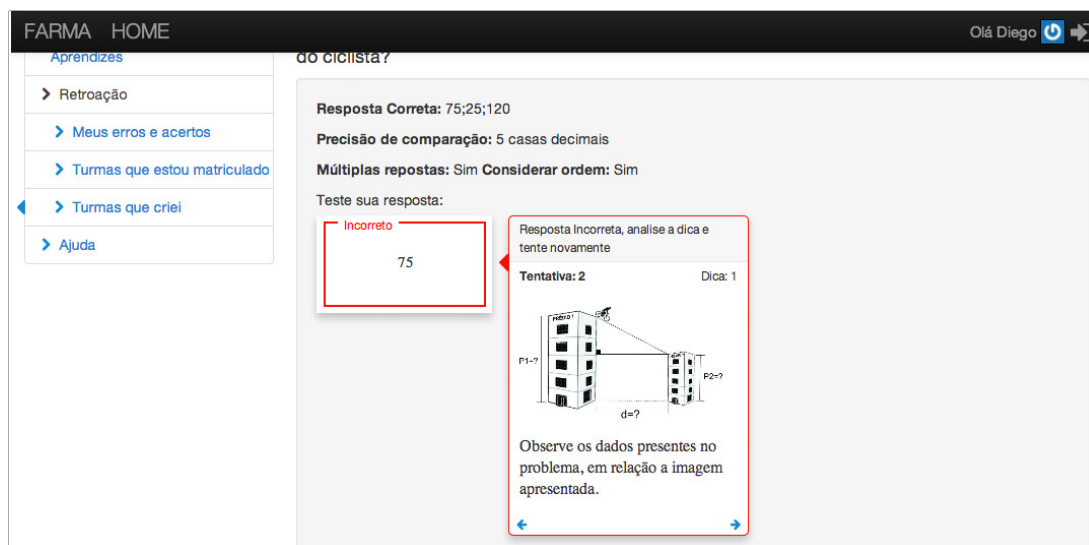 FARMA HOME
Olá Diego
Aprendizes
Retroação
Meus erros e acertos
Turmas que estou matriculado
Turmas que criei
Ajuda
do ciclista?
Resposta Correta: 75;25;120
Precisão de comparação: 5 casas decimais
Múltiplas repostas: Sim Considerar ordem: Sim
Teste sua resposta:
Incorreto
75
Resposta Incorreta, analise a dica e
tente novamente
Tentativa: 2 Dica: 1
PRÉDIO 1
P1=?
P2=?
d=?
Observe os dados presentes no
problema, em relação a imagem
apresentada.